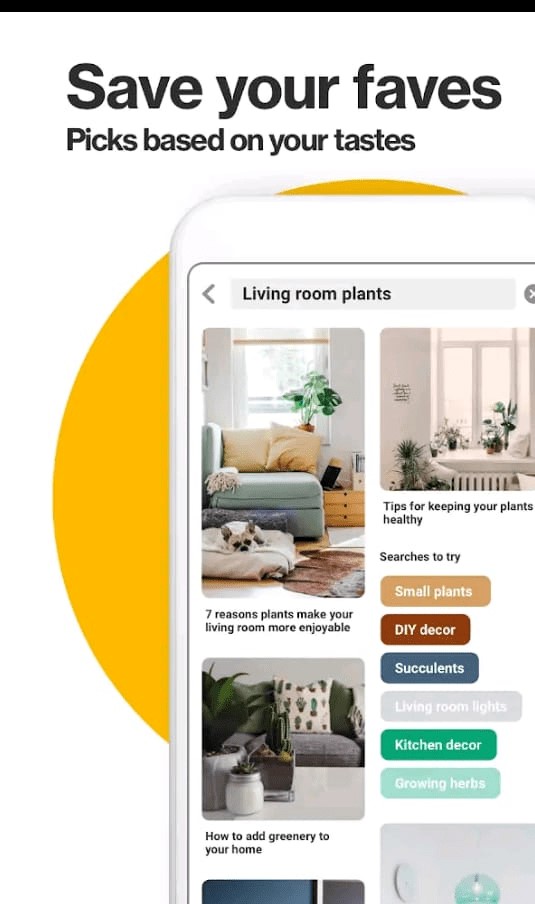 Save your faves
Picks based on your tastes
Living room plants
7 reasons plants make your
living room more enjoyable
How to add greenery to
your home
Tips for keeping your plants
healthy
Searches to try
Small plants
DIY decor
Succulents
Living room lights
Kitchen decor
Growing herbs